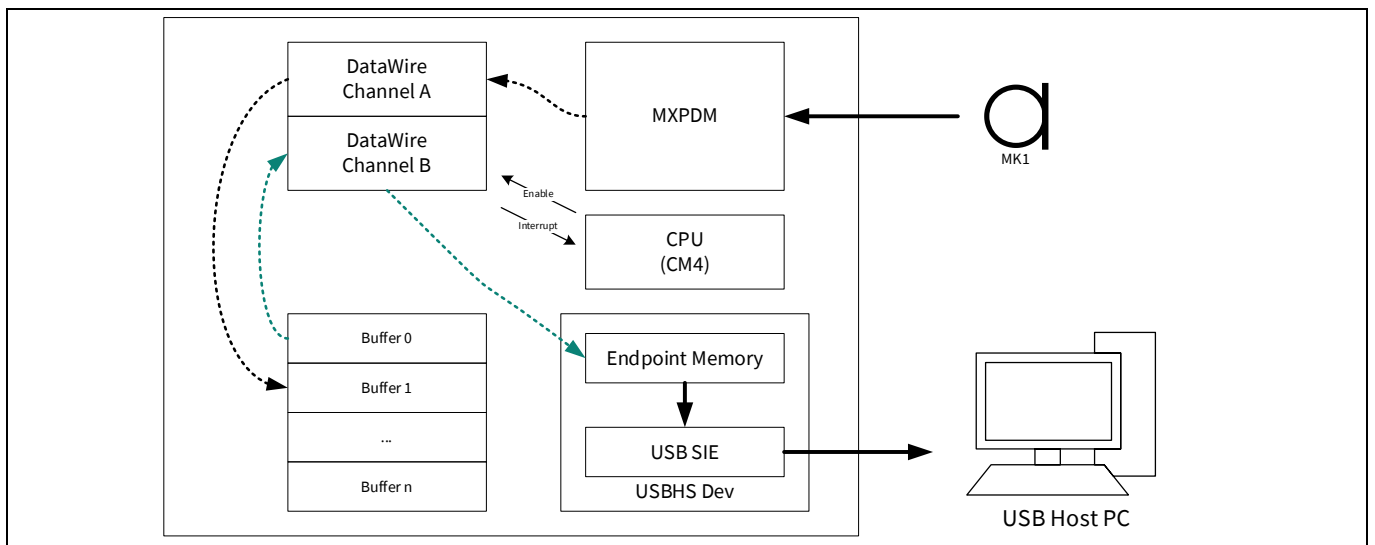 DataWire
Channel A
DataWire
Channel B
MXPDM
MK1
Enable
Interrupt
CPU
(CM4)
Buffer 0
Buffer 1
...
Buffer n
Endpoint Memory
USB SIE
USBHS Dev
USB Host PC